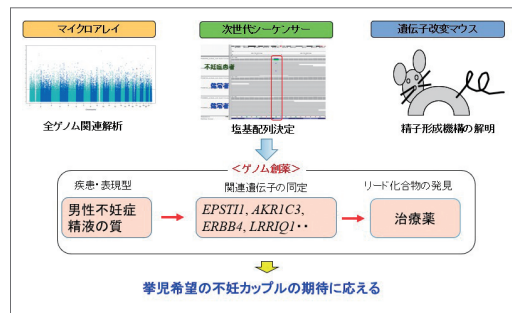 マイクロアレイ
次世代シーケンサー
遺伝子改変マウス
不妊症患者
健常者
健常者
全ゲノム関連解析
塩基配列決定
精子形成機構の解明
＜ゲノム創薬＞
疾患・表現型
関連遺伝子の同定
リード化合物の発見
男性不妊症
精液の質
EPSTI1, AKR1C3,
ERBB4, LRRIQ1・・
治療薬
挙児希望の不妊カップルの期待に応える